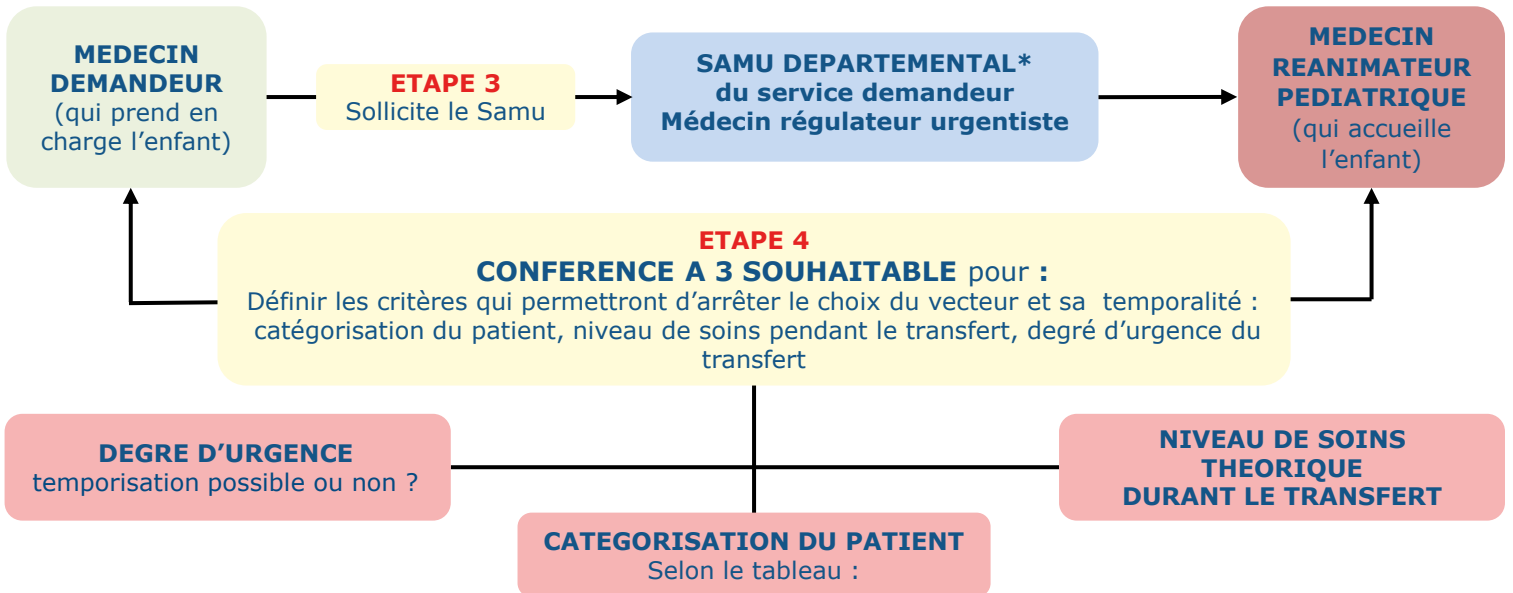 MEDECIN
DEMANDEUR
(qui prend en
charge l'enfant)
ETAPE 3
Sollicite le Samu
SAMU DEPARTEMENTAL*
du service demandeur
Médecin régulateur urgentiste
MEDECIN
REANIMATEUR
PEDIATRIQUE
(qui accueille
l'enfant)
ETAPE 4
CONFERENCE A 3 SOUHAITABLE pour :
Définir les critères qui permettront d'arrêter le choix du vecteur et sa temporalité :
catégorisation du patient, niveau de soins pendant le transfert, degré d'urgence du
transfert
DEGRE D'URGENCE
temporisation possible ou non ?
NIVEAU DE SOINS
THEORIQUE
DURANT LE TRANSFERT
CATEGORISATION DU PATIENT
Selon le tableau :